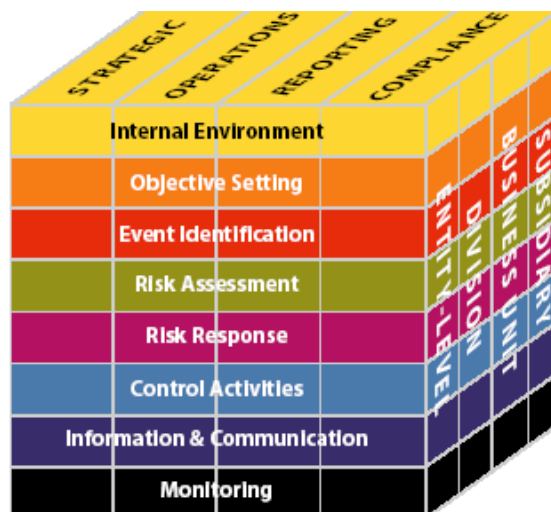 STRATEGIC
OPERATIONS
REPORTING
COMPLIANCE
Internal Environment
Objective Setting
Event Identification
Risk Assessment
Risk Response
Control Activities
Information & Communication
Monitoring
ENTITY-LEVEL
DIVISION
BUSINESS UNIT
SUBSIDIARY